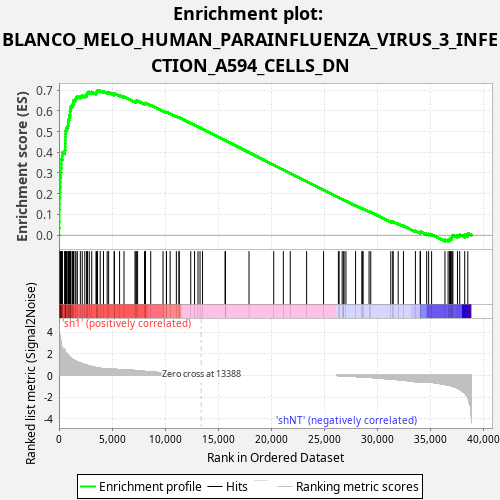 Enrichment plot:
BLANCO_MELO_HUMAN_PARAINFLUENZA_VIRUS_3_INFE
CTION_A594_CELLS_DN
Enrichment score (ES)
0.7
0.6
0.5
0.4
0.3
0.2
0.1
0.0
'sh1' (positively correlated)
Ranked list metric (Signal2Noise)
4
2
0
-2
-4
Zero cross at 13388
'shNT' (negatively correlated)
0
5,000
10,000
15,000
20,000
25,000
30,000
35,000
40,000
Rank in Ordered Dataset
Enrichment profile
Hits
Ranking metric scores